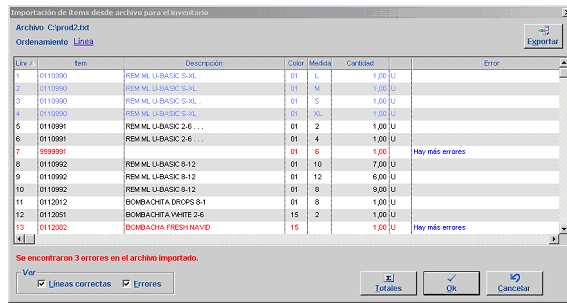 Importación de ítems desde archivo para el inventario
Archivo C:\prod2.txt
Ordenamiento Línea
Exportar
Líne Item Descripción Color Medida Cantidad Error
1 0110990 REM ML U-BASIC S-XL . 01 L 1,00 U
2 0110990 REM ML U-BASIC S-XL . 01 M 1,00 U
3 0110990 REM ML U-BASIC S-XL . 01 S 1,00 U
4 0110990 REM ML U-BASIC S-XL . 01 XL 1,00 U
5 0110991 REM ML U-BASIC 2-6 . . . 01 2 1,00 U
6 0110991 REM ML U-BASIC 2-6 . . . 01 4 1,00 U
7 9999991 01 6 1,00 Hay más errores
8 0110992 REM ML U-BASIC 8-12 01 10 7,00 U
9 0110992 REM ML U-BASIC 8-12 01 12 6,00 U
10 0110992 REM ML U-BASIC 8-12 01 8 9,00 U
11 0112012 BOMBACHITA DROPS 8-1 01 8 1,00 U
12 0112051 BOMBACHITA WHITE 2-6 15 2 1,00 U
13 0112082 BOMBACHA FRESH NAVID 15 1,00 U Hay más errores
Se encontraron 3 errores en el archivo importado.
Ver
Líneas correctas Errores
Totales Ok Cancelar